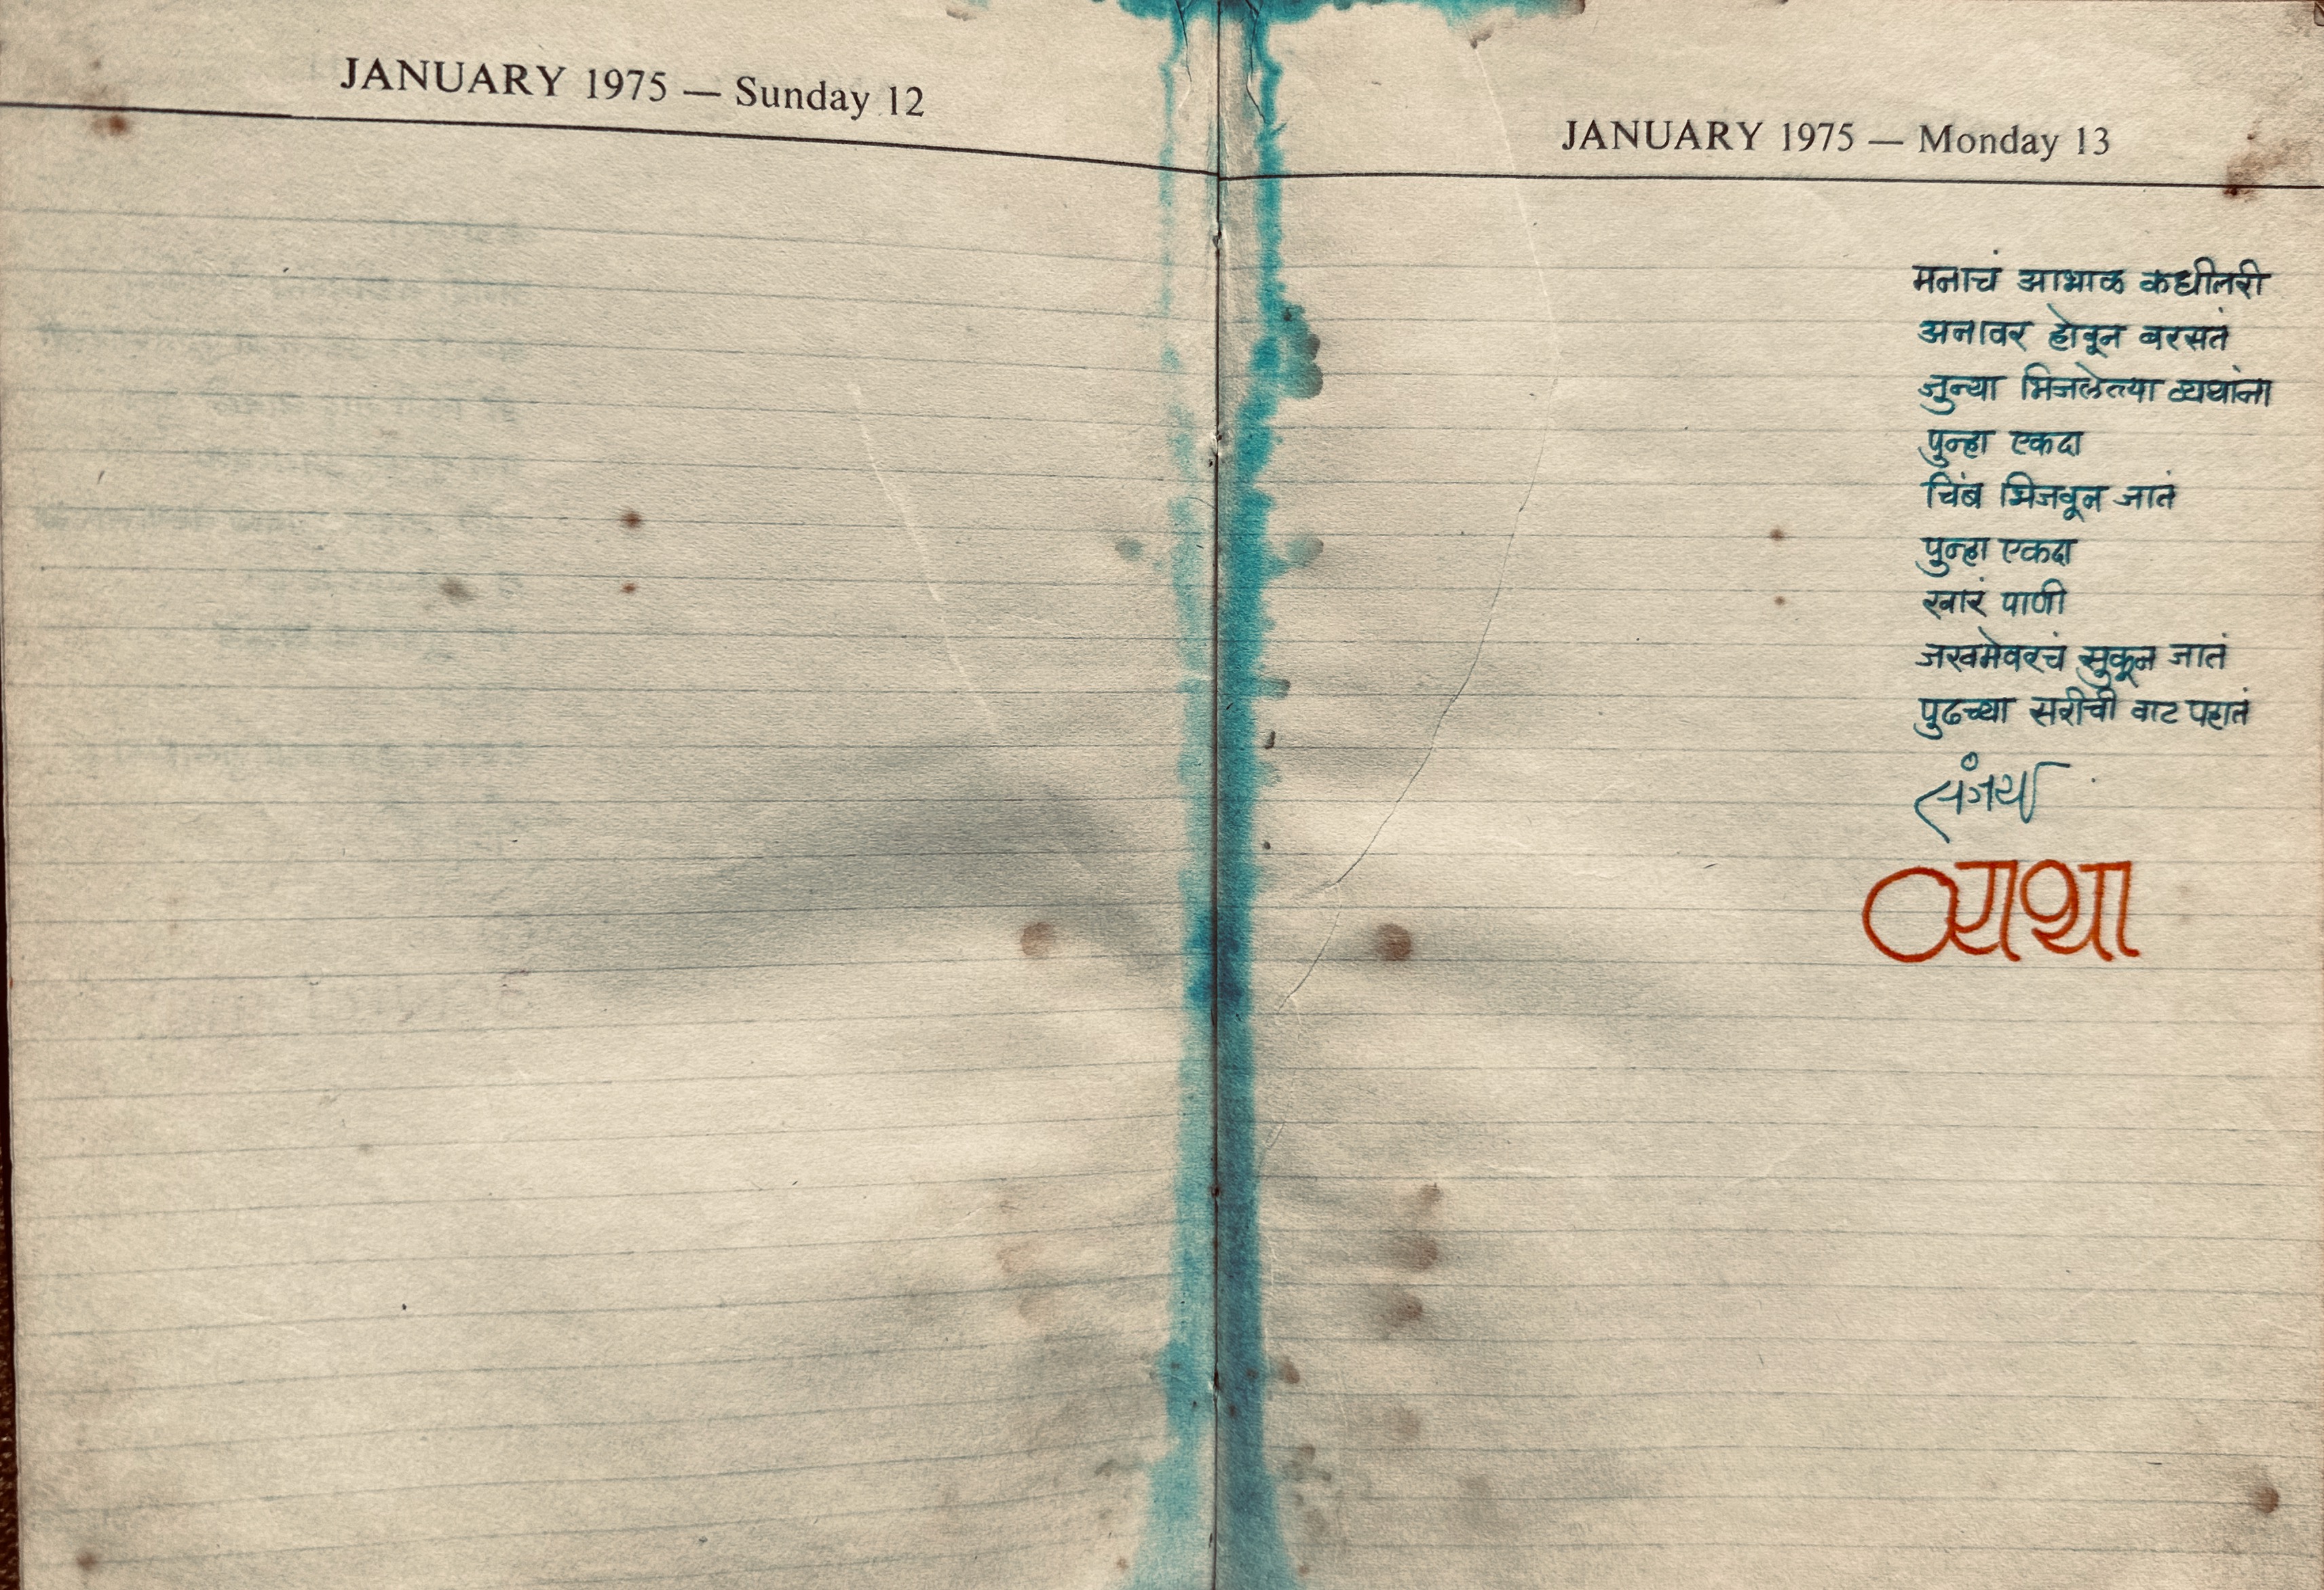 JANUARY 1975 — Sunday 12
JANUARY 1975 — Monday 13
मनाचं आभाळ कधीतरी
अनावर होवून बरसतं
जुन्या भिजलेल्या व्यथांना
पुन्हा एकदा
चिंब भिजवून जातं
पुन्हा एकदा
खारं पाणी
जखमेवरचं सुकून जातं
पुढच्या सरीची वाट पहातं
व्यथा